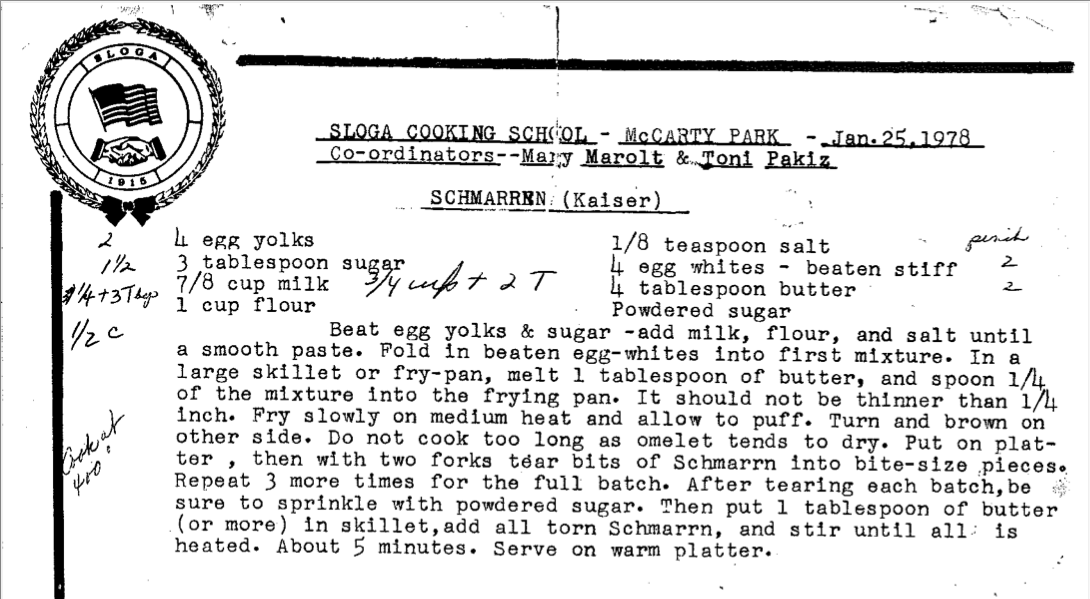 SLOGA
1915
SLOGA COOKING SCHOOL - McCARTY PARK - Jan.25,1978
Co-ordinators--Mary Marolt & Toni Pakiz
SCHMARREN (Kaiser)
2 4 egg yolks
1½ 3 tablespoon sugar
1/4 + 3 Tbsp 7/8 cup milk 3/4 cup + 2 T
1/2 c 1 cup flour
1/8 teaspoon salt pinch
4 egg whites - beaten stiff 2
4 tablespoon butter 2
Powdered sugar
Beat egg yolks & sugar -add milk, flour, and salt until
a smooth paste. Fold in beaten egg-whites into first mixture. In a
large skillet or fry-pan, melt 1 tablespoon of butter, and spoon 1/4
of the mixture into the frying pan. It should not be thinner than 1/4
inch. Fry slowly on medium heat and allow to puff. Turn and brown on
other side. Do not cook too long as omelet tends to dry. Put on plat-
ter , then with two forks tear bits of Schmarrn into bite-size pieces.
Repeat 3 more times for the full batch. After tearing each batch,be
sure to sprinkle with powdered sugar. Then put 1 tablespoon of butter
(or more) in skillet,add all torn Schmarrn, and stir until all is
heated. About 5 minutes. Serve on warm platter.
Cook at
400°